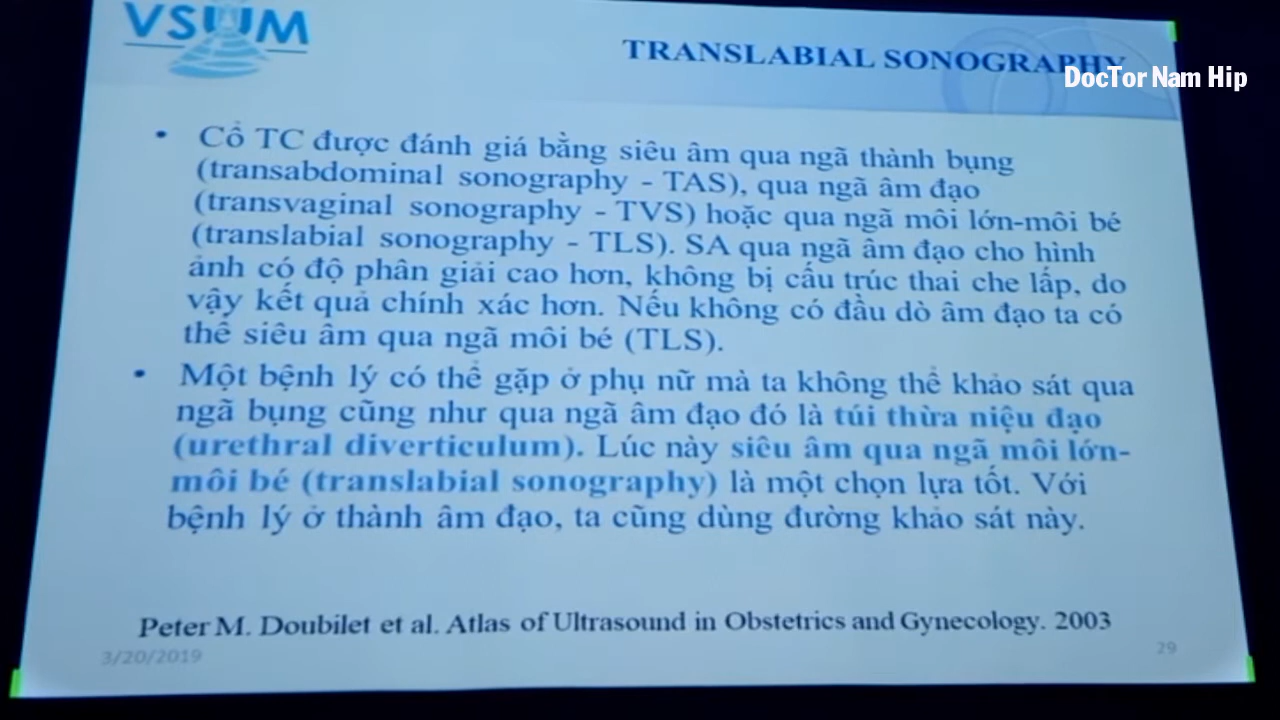 VSUM
TRANSLABIAL SONOGRAPHY
DocTor Nam Hip
• Cổ TC được đánh giá bằng siêu âm qua ngã thành bụng
(transabdominal sonography - TAS), qua ngã âm đạo
(transvaginal sonography - TVS) hoặc qua ngã môi lớn-môi bé
(translabial sonography - TLS). SA qua ngã âm đạo cho hình
ảnh có độ phân giải cao hơn, không bị cấu trúc thai che lấp, do
vậy kết quả chính xác hơn. Nếu không có đầu dò âm đạo ta có
thể siêu âm qua ngã môi bé (TLS).
• Một bệnh lý có thể gặp ở phụ nữ mà ta không thể khảo sát qua
ngã bụng cũng như qua ngã âm đạo đó là túi thừa niệu đạo
(urethral diverticulum). Lúc này siêu âm qua ngã môi lớn-
môi bé (translabial sonography) là một chọn lựa tốt. Với
bệnh lý ở thành âm đạo, ta cũng dùng đường khảo sát này.
Peter M. Doubilet et al. Atlas of Ultrasound in Obstetrics and Gynecology. 2003
3/20/2019
29